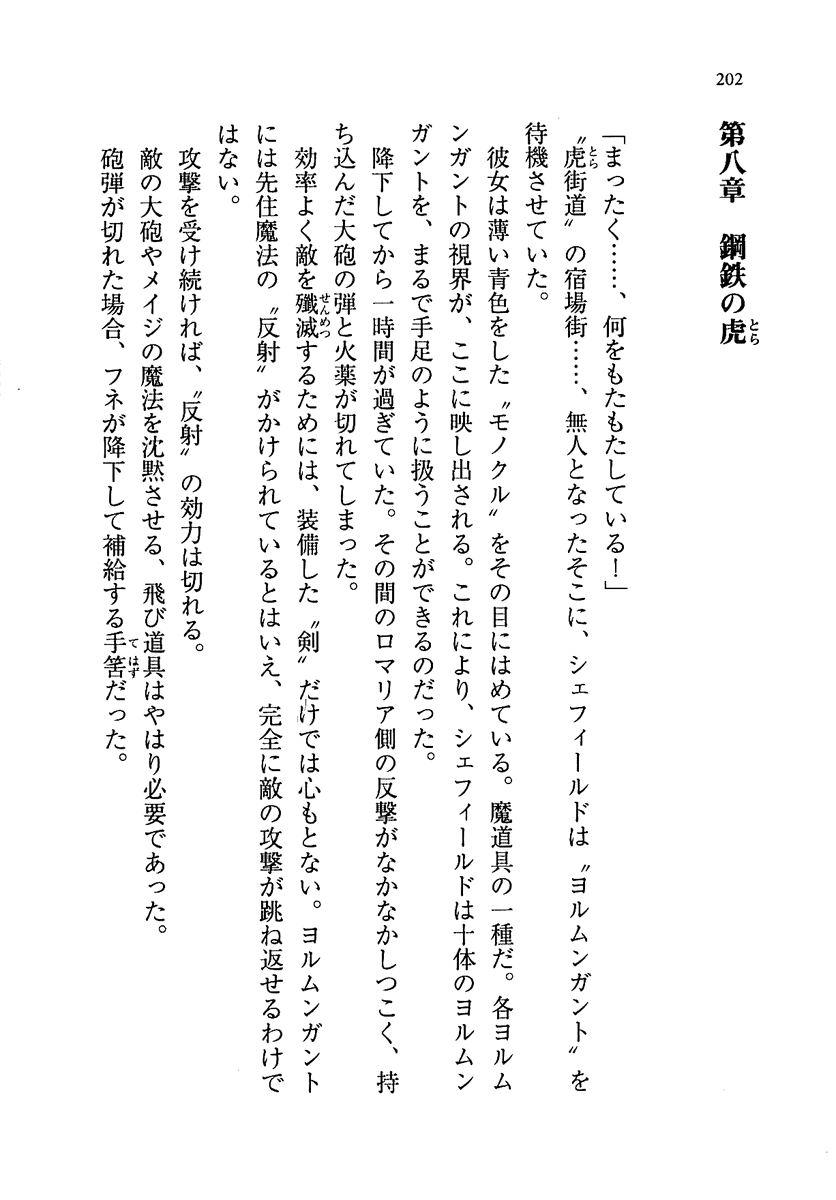 202
第八章　鋼鉄の虎
「まったく……、何をもたもたしている！」
〝虎街道〟の宿場街……、無人となったそこに、シェフィールドは〝ヨルムンガント〟を
待機させていた。
彼女は薄い青色をした〝モノクル〟をその目にはめている。魔道具の一種だ。各ヨルム
ンガントの視界が、ここに映し出される。これにより、シェフィールドは十体のヨルムン
ガントを、まるで手足のように扱うことができるのだった。
降下してから一時間が過ぎていた。その間のロマリア側の反撃がなかなかしつこく、持
ち込んだ大砲の弾と火薬が切れてしまった。
効率よく敵を殲滅するためには、装備した〝剣〟だけでは心もとない。ヨルムンガント
には先住魔法の〝反射〟がかけられているとはいえ、完全に敵の攻撃が跳ね返せるわけで
はない。
攻撃を受け続ければ、〝反射〟の効力は切れる。
敵の大砲やメイジの魔法を沈黙させる、飛び道具はやはり必要であった。
砲弾が切れた場合、フネが降下して補給する手筈だった。